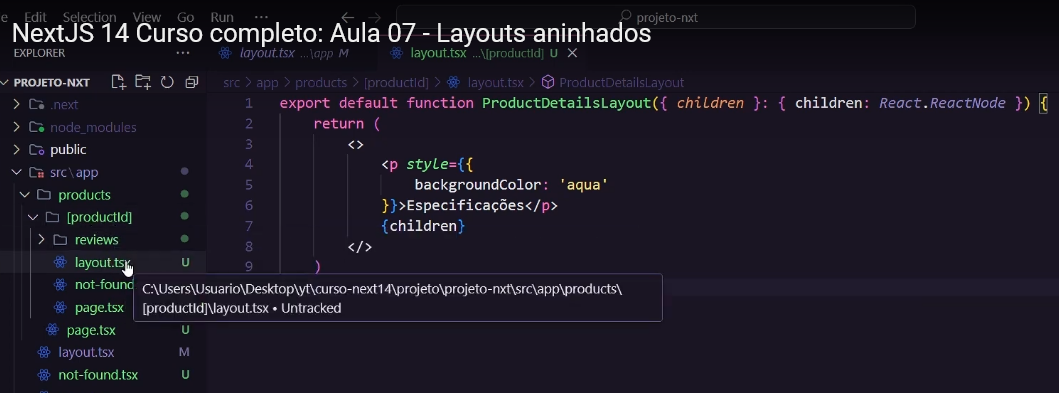 Edit Selection View Go Run ...
projeto-nxt
NextJS 14 Curso completo: Aula 07 - Layouts aninhados
EXPLORER ...
layout.tsx ...\app M
layout.tsx ...\[productId] U
PROJETO-NXT
src > app > products > [productId] > layout.tsx > ProductDetailsLayout
.next
node_modules
public
src\app
products
[productId]
reviews
layout.tsx U
not-found
page.tsx
page.tsx U
layout.tsx M
not-found.tsx U
1 export default function ProductDetailsLayout({ children }: { children: React.ReactNode }) {
2 return (
3 <>
4 <p style={{
5 backgroundColor: 'aqua'
6 }}>Especificações</p>
7 {children}
8 </>
9 )
C:\Users\Usuario\Desktop\yt\curso-next14\projeto\projeto-nxt\src\app\products\
[productId]\layout.tsx • Untracked